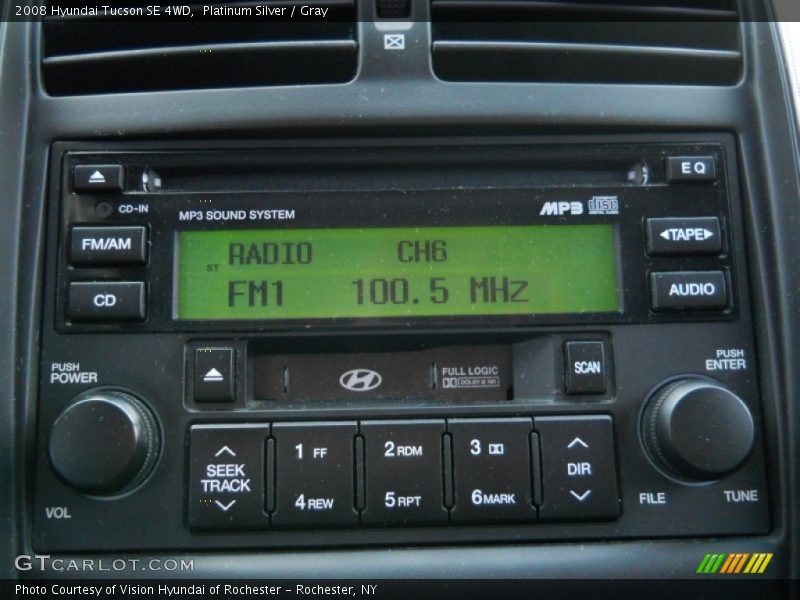 2008 Hyundai Tucson SE 4WD,  Platinum Silver / Gray
EQ
CD-IN
MP3 SOUND SYSTEM
MP3
DISC
FM/AM
◄TAPE►
RADIO CH6
ST
FM1 100.5 MHz
CD
AUDIO
PUSH
POWER
FULL LOGIC
DOLBY B NR
SCAN
PUSH
ENTER
SEEK
TRACK
1 FF
2 RDM
3
DIR
4 REW
5 RPT
6 MARK
VOL
FILE
TUNE
GTCARLOT.COM
Photo Courtesy of Vision Hyundai of Rochester – Rochester, NY